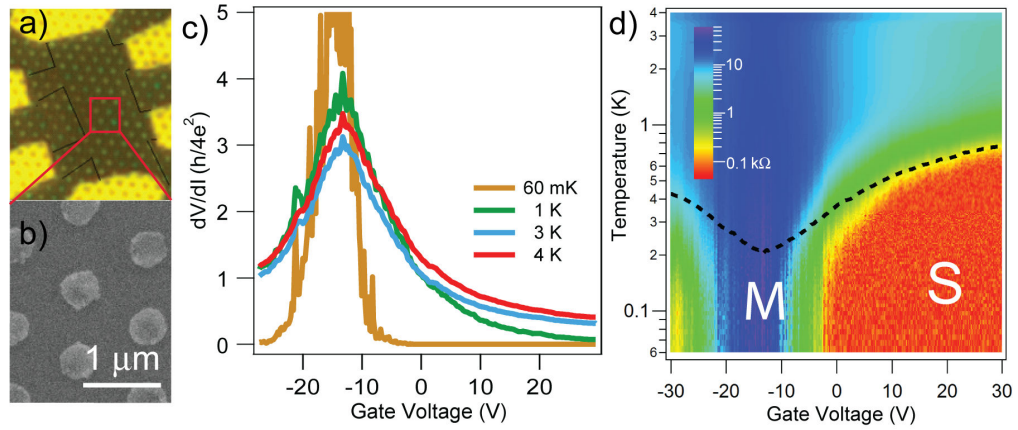 a)
b)
1 μm
c)
5
4
3
2
1
0
dV/dI (h/4e²)
-20
-10
0
10
20
Gate Voltage (V)
60 mK
1 K
3 K
4 K
d)
4
3
2
1
6
5
4
3
2
0.1
6
Temperature (K)
10
1
0.1 kΩ
M
S
-30
-20
-10
0
10
20
30
Gate Voltage (V)